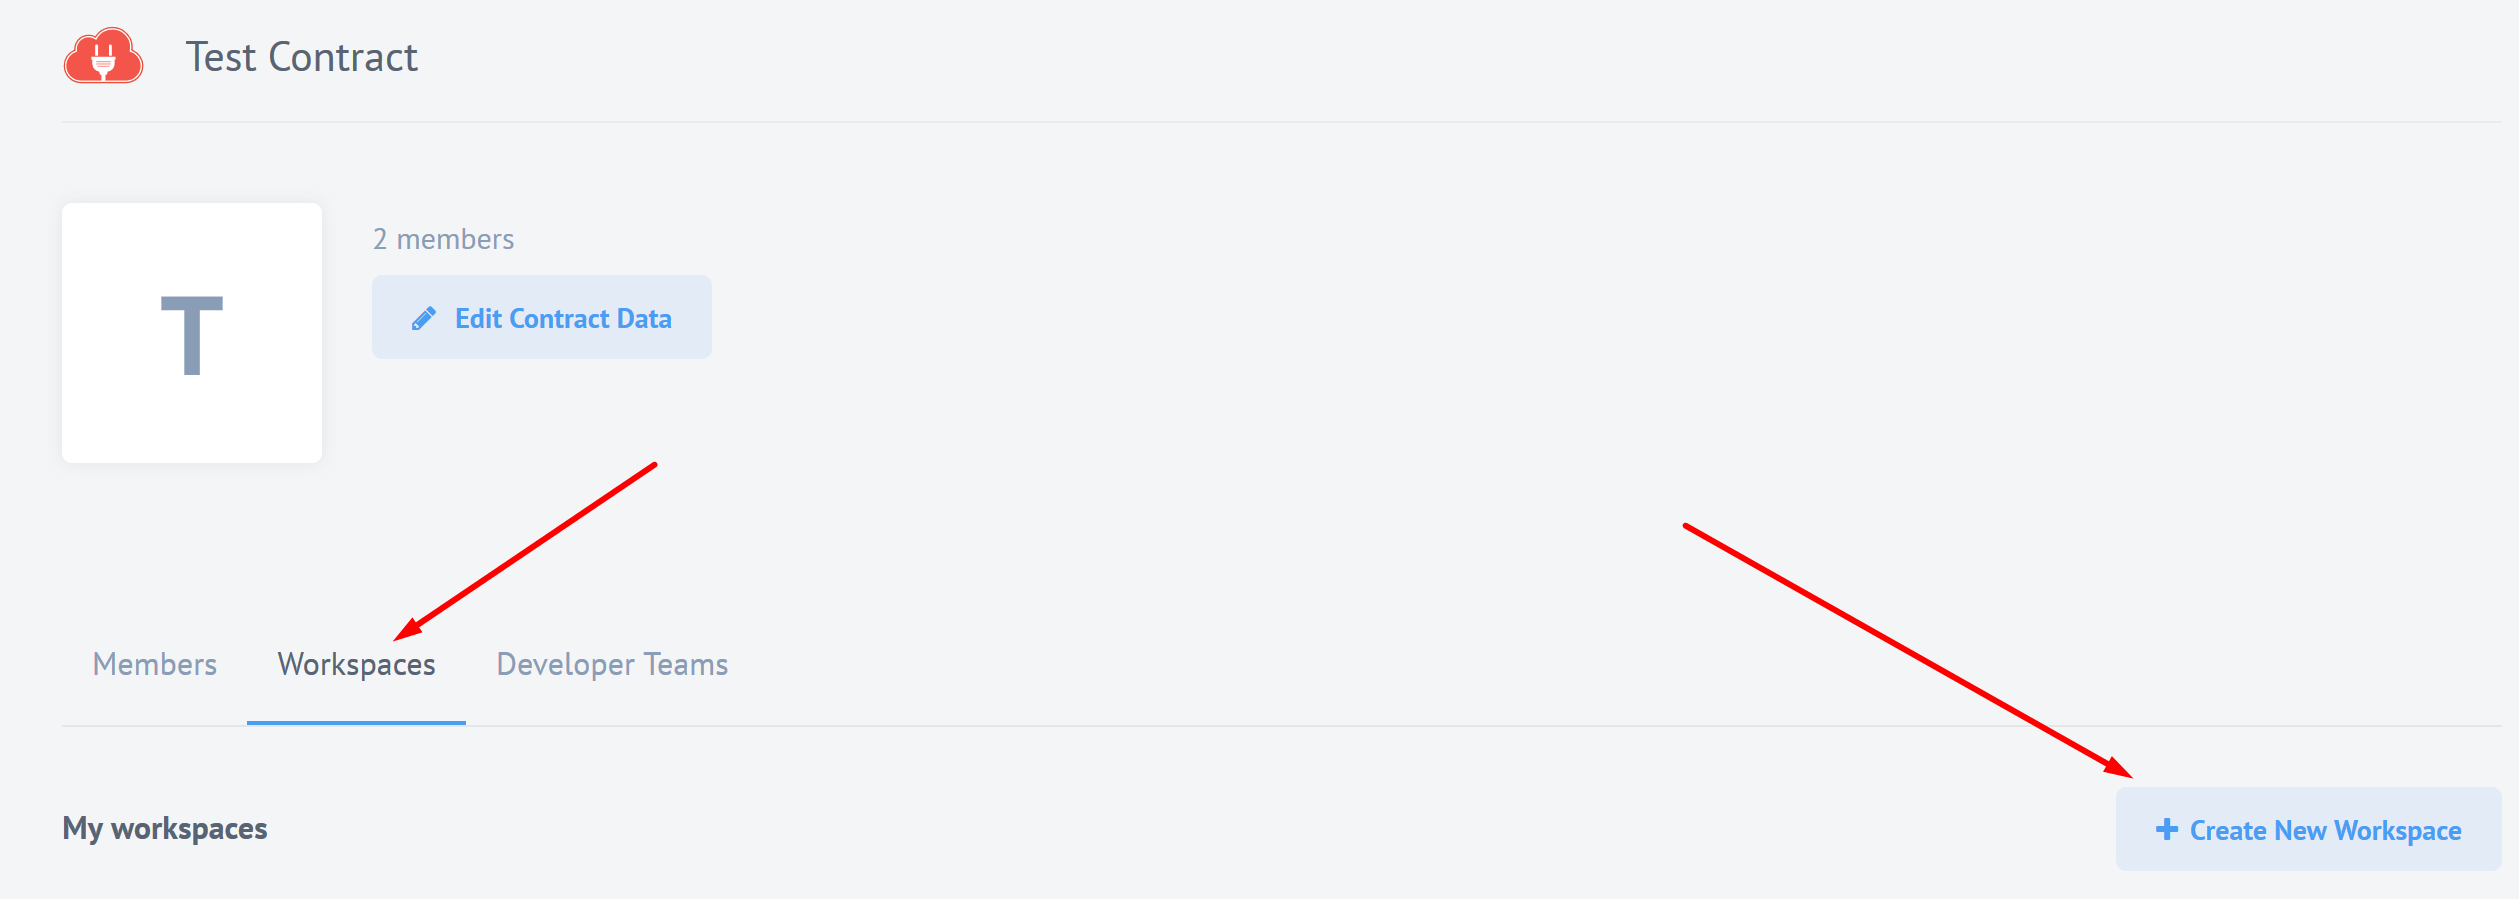 Test Contract
T
2 members
Edit Contract Data
Members Workspaces Developer Teams
My workspaces
Create New Workspace